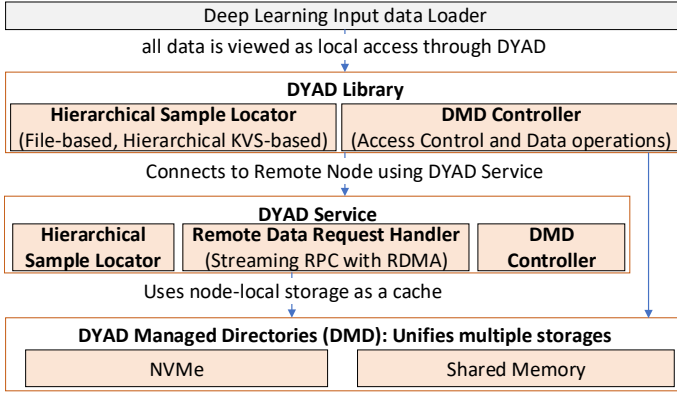 Deep Learning Input data Loader
all data is viewed as local access through DYAD
DYAD Library
Hierarchical Sample Locator
(File-based, Hierarchical KVS-based)
DMD Controller
(Access Control and Data operations)
Connects to Remote Node using DYAD Service
DYAD Service
Hierarchical
Sample Locator
Remote Data Request Handler
(Streaming RPC with RDMA)
DMD
Controller
Uses node-local storage as a cache
DYAD Managed Directories (DMD): Unifies multiple storages
NVMe
Shared Memory